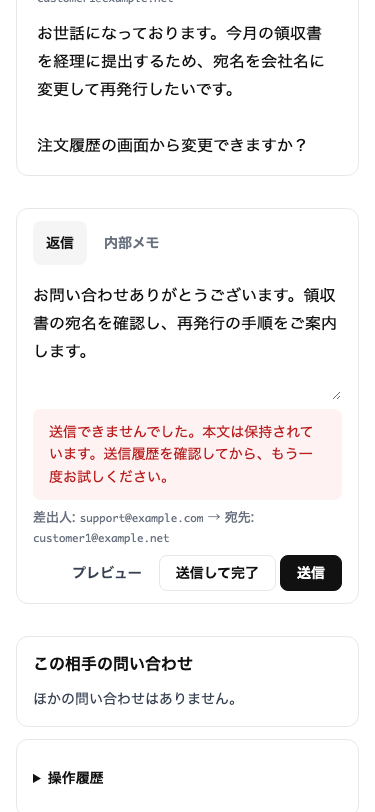 お世話になっております。今月の領収書
を経理に提出するため、宛名を会社名に
変更して再発行したいです。
注文履歴の画面から変更できますか？
返信 内部メモ
お問い合わせありがとうございます。領収
書の宛名を確認し、再発行の手順をご案内
します。
送信できませんでした。本文は保持されて
います。送信履歴を確認してから、もう一
度お試しください。
差出人: support@example.com → 宛先:
customer1@example.net
プレビュー 送信して完了 送信
この相手の問い合わせ
ほかの問い合わせはありません。
▶ 操作履歴